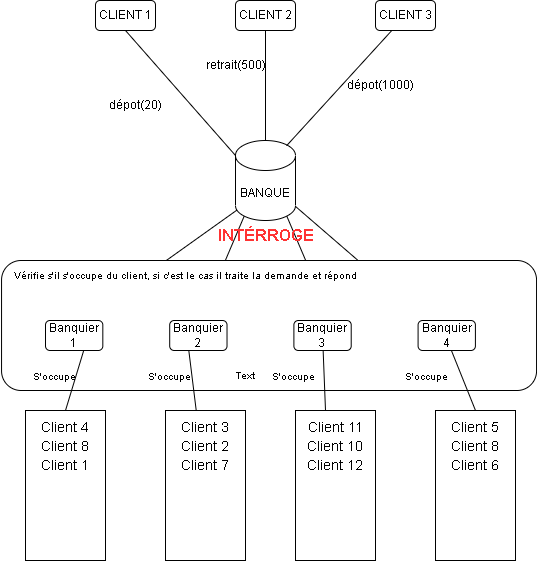 CLIENT 1
CLIENT 2
CLIENT 3
retrait(500)
dépot(1000)
dépot(20)
BANQUE
INTÉRROGE
Vérifie s'il s'occupe du client, si c'est le cas il traite la demande et répond
Banquier
1
Banquier
2
Banquier
3
Banquier
4
S'occupe
S'occupe
Text
S'occupe
S'occupe
Client 4
Client 8
Client 1
Client 3
Client 2
Client 7
Client 11
Client 10
Client 12
Client 5
Client 8
Client 6